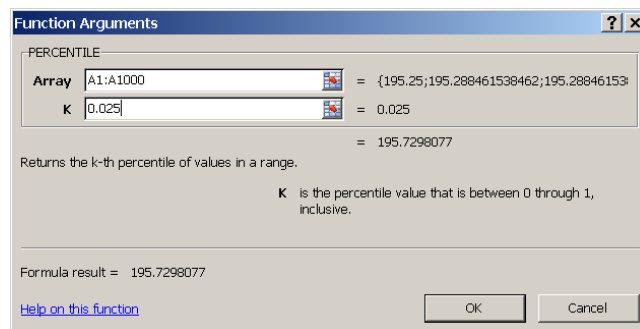 Function Arguments
PERCENTILE
Array A1:A1000 = {195.25;195.288461538462;195.28846153
K 0.025 = 0.025
= 195.7298077
Returns the k-th percentile of values in a range.
K is the percentile value that is between 0 through 1,
inclusive.
Formula result = 195.7298077
Help on this function
OK Cancel